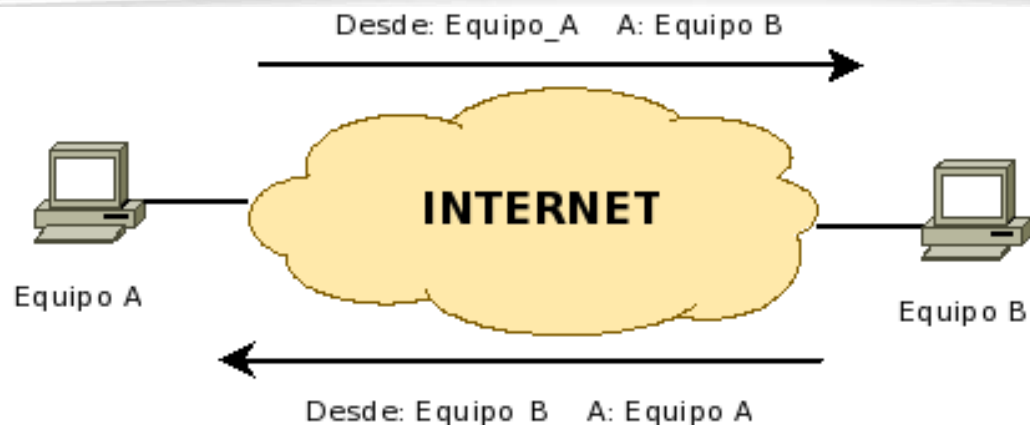 Desde: Equipo_A A: Equipo B
INTERNET
Equipo A
Equipo B
Desde: Equipo B A: Equipo A